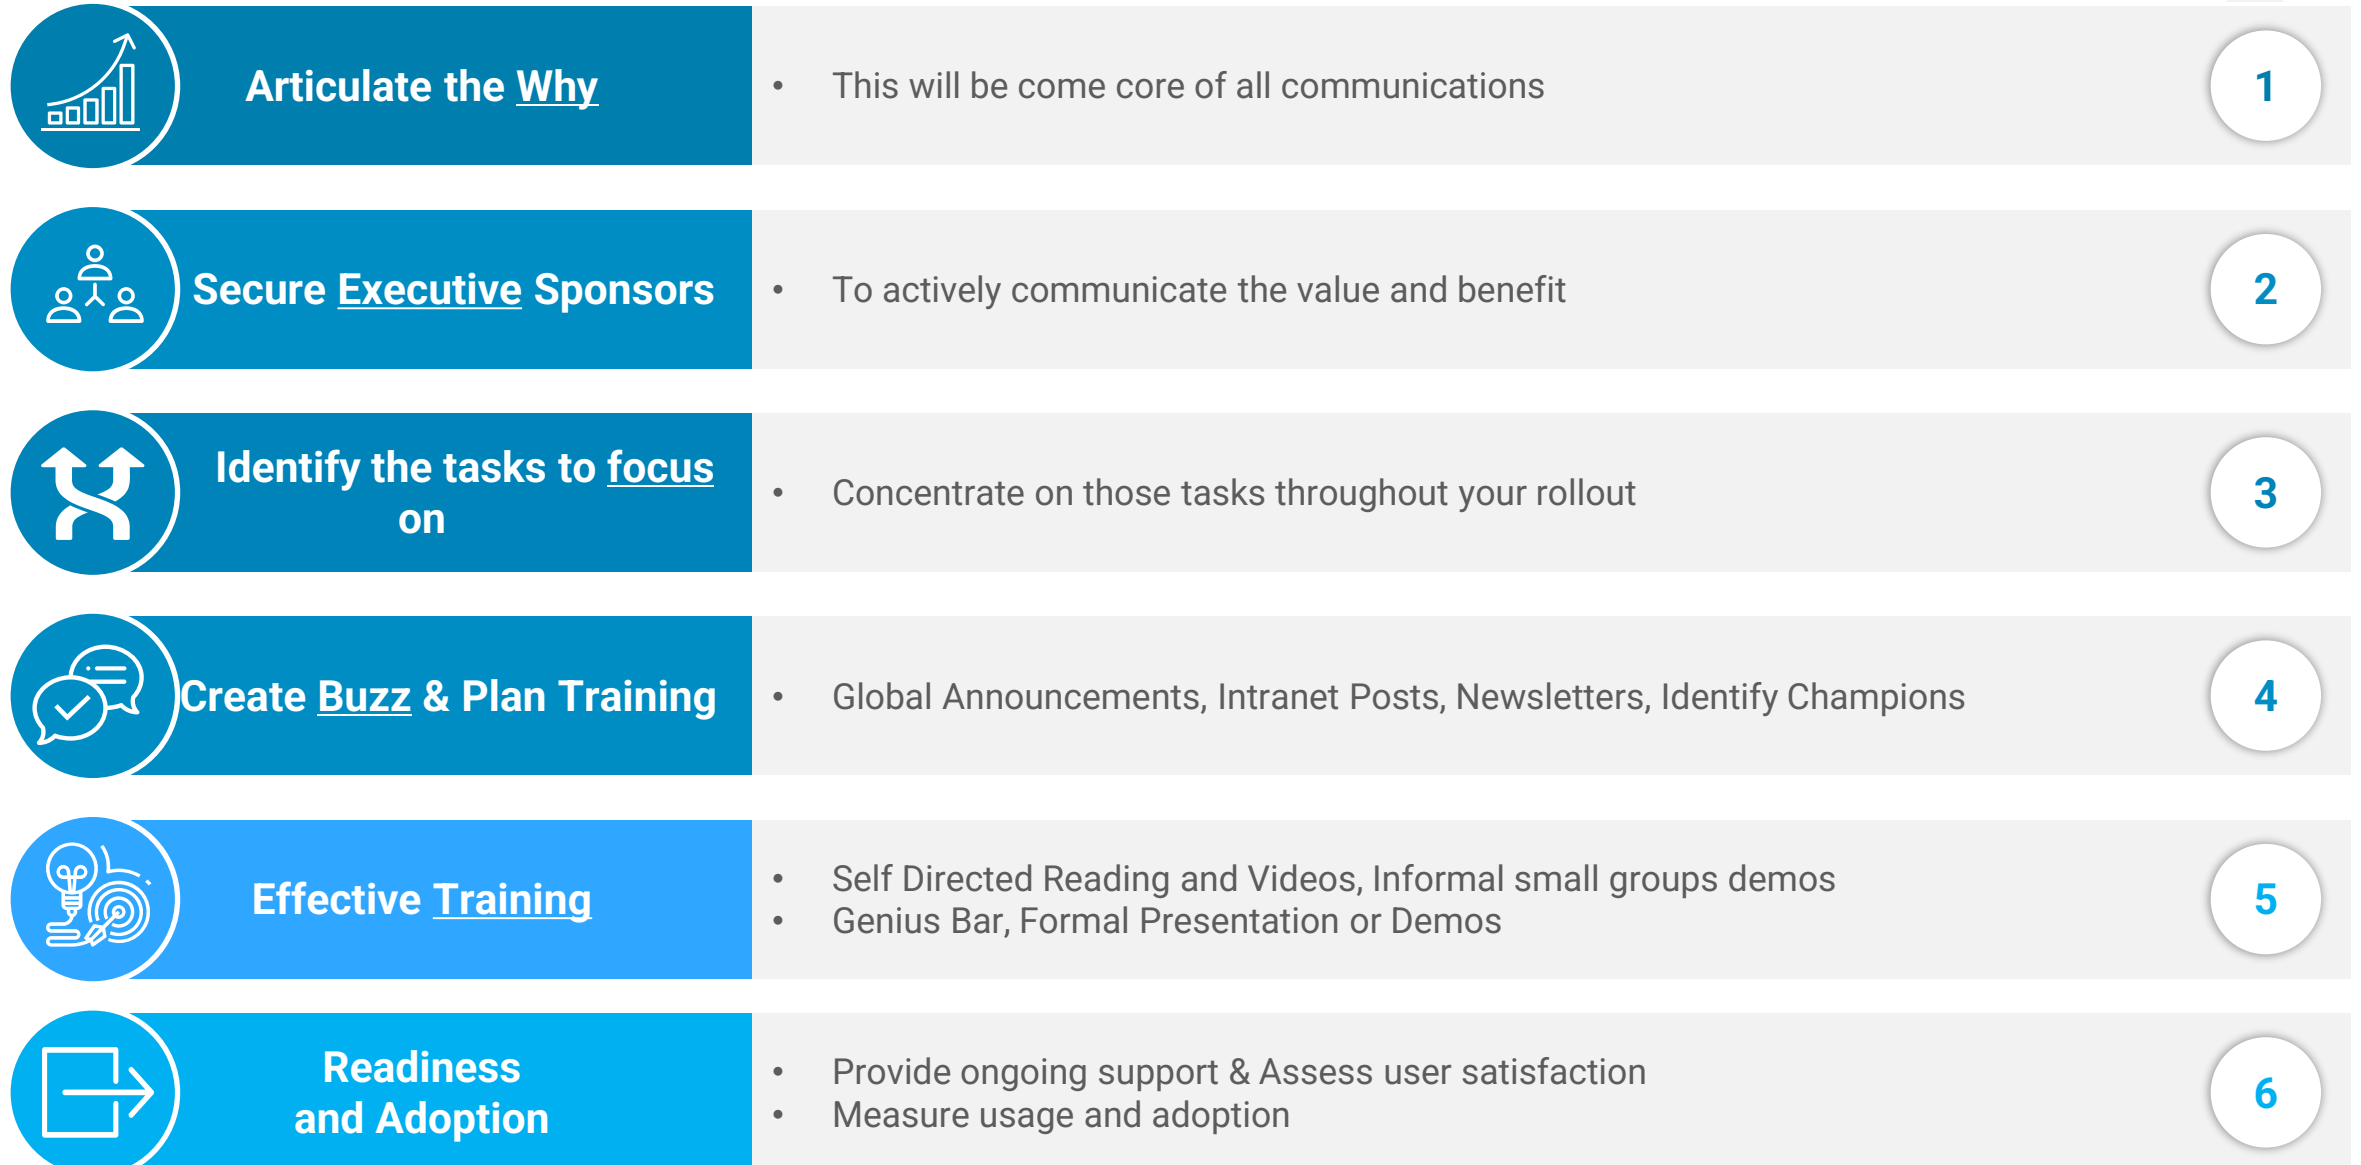 Articulate the Why
• This will be come core of all communications
1
Secure Executive Sponsors
• To actively communicate the value and benefit
2
Identify the tasks to focus
on
• Concentrate on those tasks throughout your rollout
3
Create Buzz & Plan Training
• Global Announcements, Intranet Posts, Newsletters, Identify Champions
4
Effective Training
• Self Directed Reading and Videos, Informal small groups demos
• Genius Bar, Formal Presentation or Demos
5
Readiness
and Adoption
• Provide ongoing support & Assess user satisfaction
• Measure usage and adoption
6